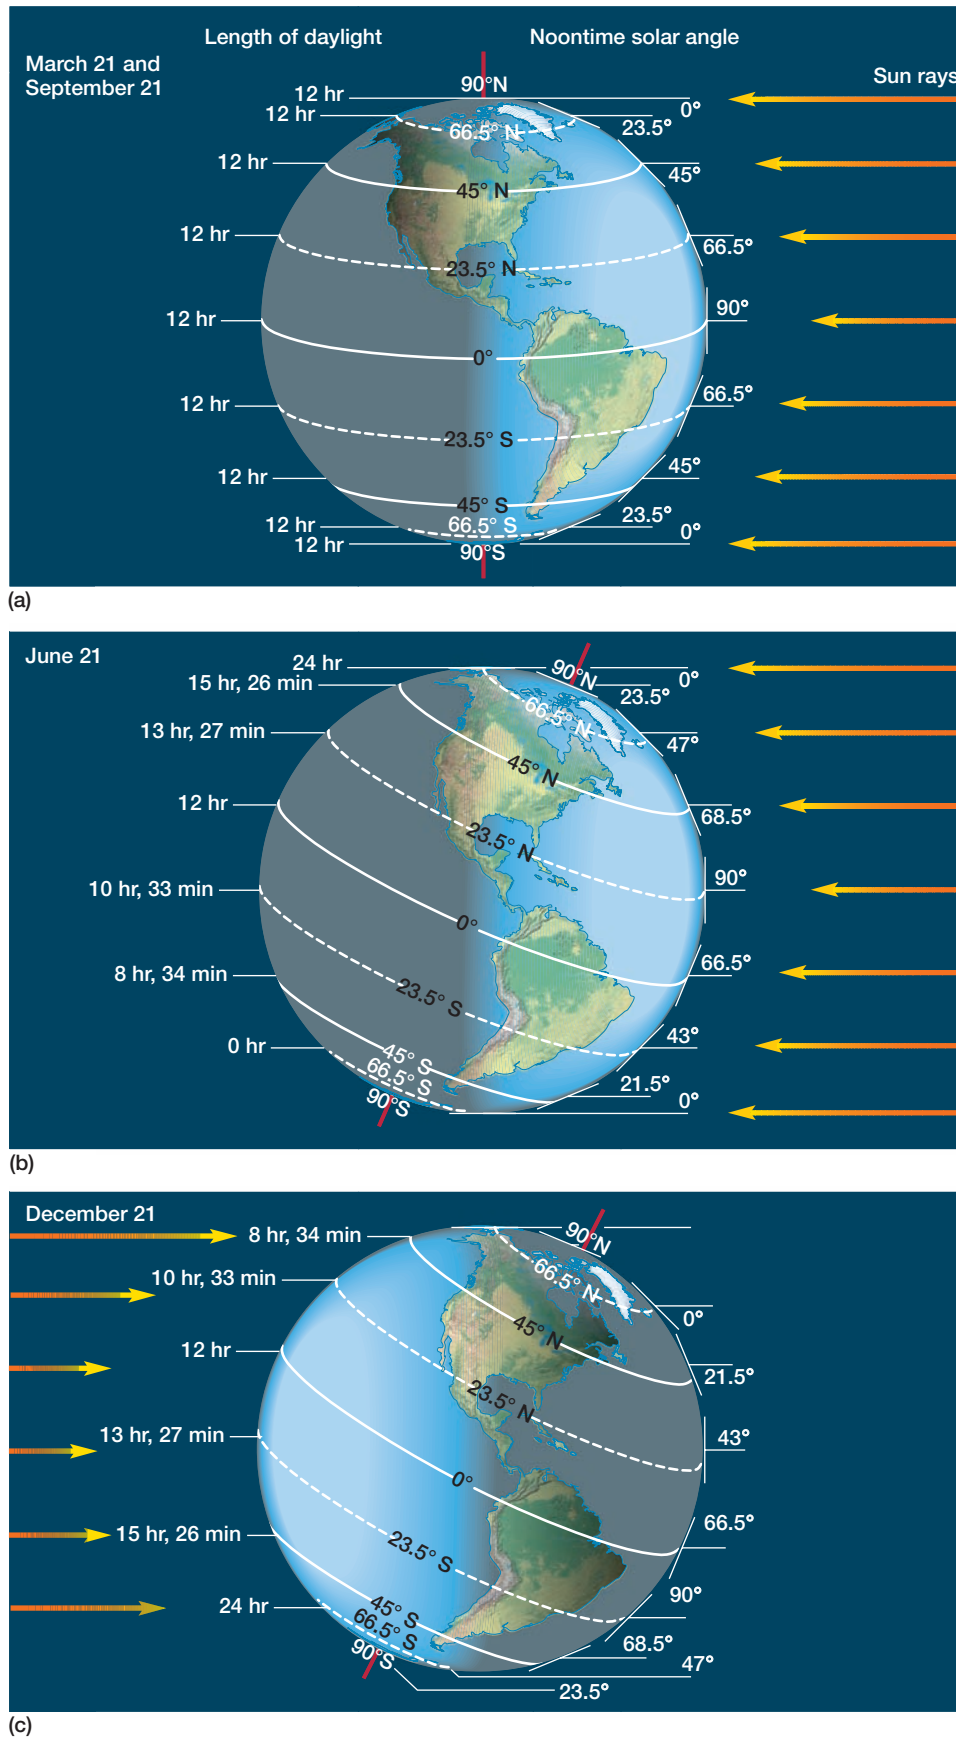 Length of daylight
Noontime solar angle
March 21 and
September 21
Sun rays
90°N
12 hr
0°
12 hr
23.5°
66.5° N
12 hr
45°
45° N
12 hr
66.5°
23.5° N
12 hr
90°
0°
12 hr
66.5°
23.5° S
12 hr
45°
45° S
12 hr
66.5° S
23.5°
12 hr
90°S
0°
(a)
June 21
24 hr
90°N
0°
15 hr, 26 min
23.5°
66.5° N
13 hr, 27 min
47°
45° N
12 hr
68.5°
23.5° N
10 hr, 33 min
90°
0°
8 hr, 34 min
66.5°
23.5° S
0 hr
43°
45° S
66.5° S
21.5°
90°S
0°
(b)
December 21
8 hr, 34 min
90°N
10 hr, 33 min
66.5° N
0°
45° N
12 hr
21.5°
23.5° N
13 hr, 27 min
43°
0°
15 hr, 26 min
66.5°
23.5° S
24 hr
90°
45° S
66.5° S
68.5°
90°S
47°
23.5°
(c)